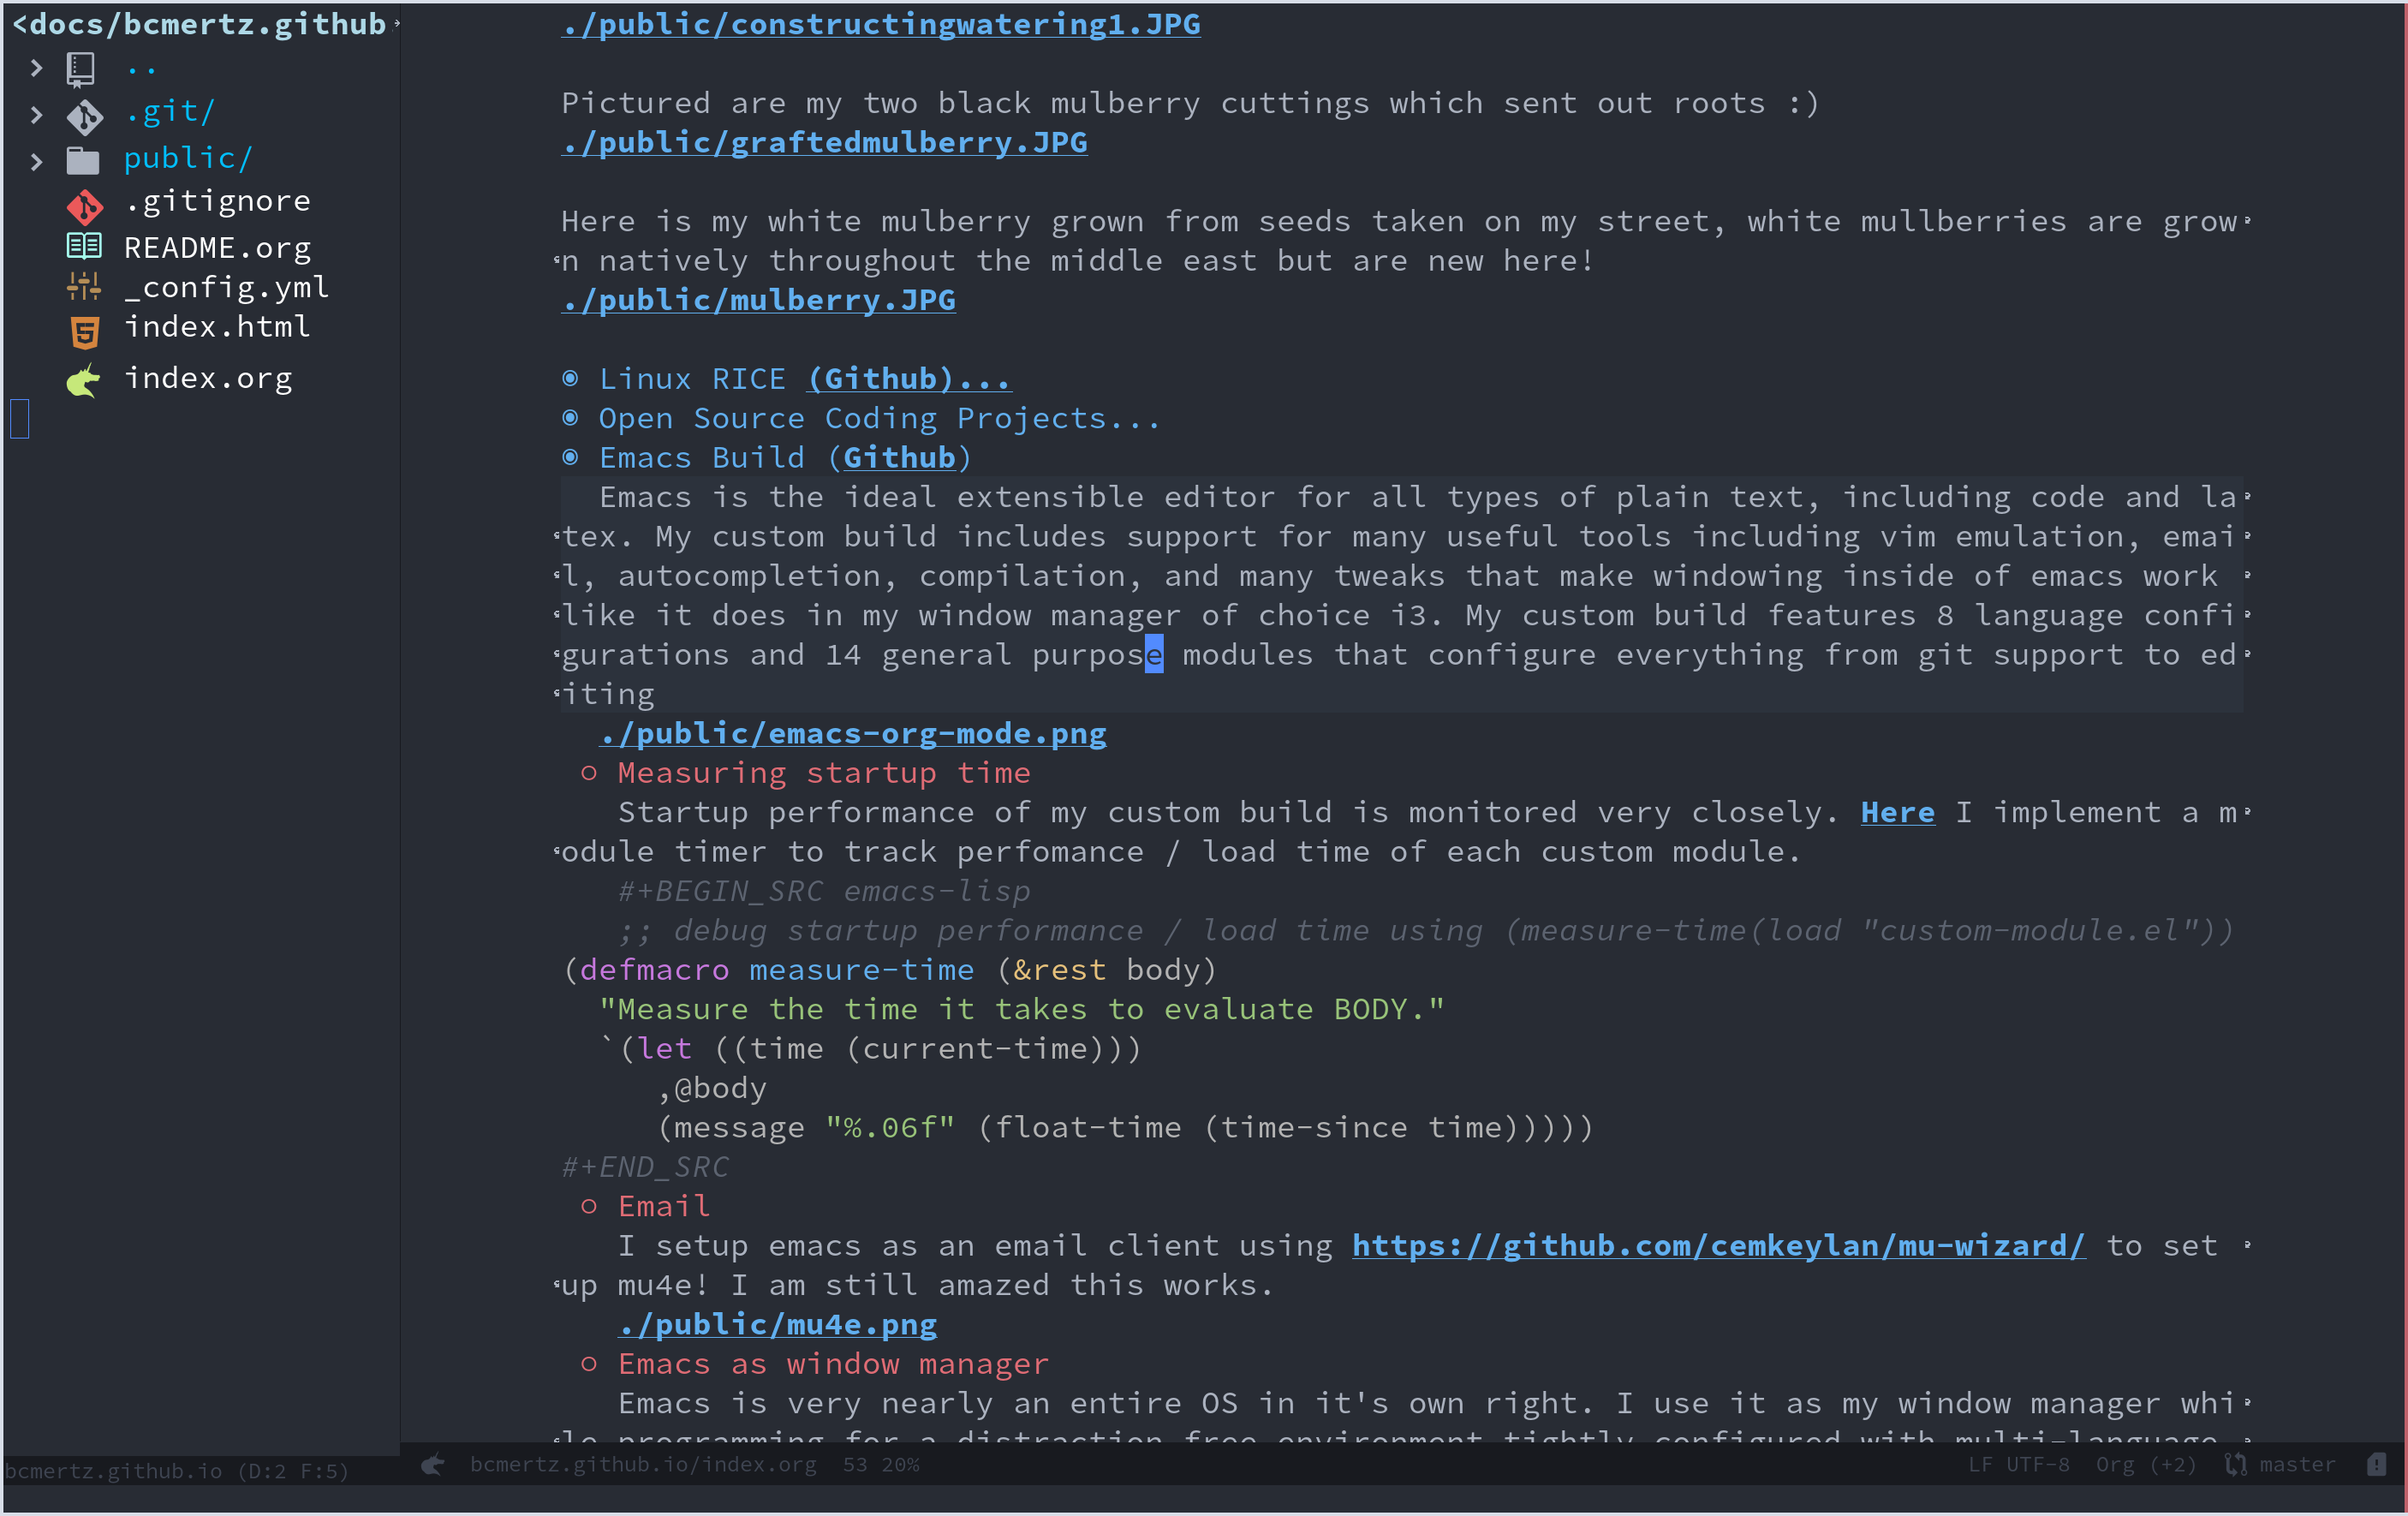 <docs/bcmertz.github
..
.git/
public/
.gitignore
README.org
_config.yml
index.html
index.org
./public/constructingwatering1.JPG
Pictured are my two black mulberry cuttings which sent out roots :)
./public/graftedmulberry.JPG
Here is my white mulberry grown from seeds taken on my street, white mullberries are grow
n natively throughout the middle east but are new here!
./public/mulberry.JPG
◉ Linux RICE (Github)...
◉ Open Source Coding Projects...
◉ Emacs Build (Github)
Emacs is the ideal extensible editor for all types of plain text, including code and la
tex. My custom build includes support for many useful tools including vim emulation, emai
l, autocompletion, compilation, and many tweaks that make windowing inside of emacs work
like it does in my window manager of choice i3. My custom build features 8 language confi
gurations and 14 general purpose modules that configure everything from git support to ed
iting
./public/emacs-org-mode.png
○ Measuring startup time
Startup performance of my custom build is monitored very closely. Here I implement a m
odule timer to track perfomance / load time of each custom module.
#+BEGIN_SRC emacs-lisp
;; debug startup performance / load time using (measure-time(load "custom-module.el"))
(defmacro measure-time (&rest body)
"Measure the time it takes to evaluate BODY."
`(let ((time (current-time)))
,@body
(message "%.06f" (float-time (time-since time)))))
#+END_SRC
○ Email
I setup emacs as an email client using https://github.com/cemkeylan/mu-wizard/ to set
up mu4e! I am still amazed this works.
./public/mu4e.png
○ Emacs as window manager
Emacs is very nearly an entire OS in it's own right. I use it as my window manager whi
le programming for a distraction free environment tightly configured with multi-language
bcmertz.github.io (D:2 F:5)
bcmertz.github.io/index.org 53 20%
LF UTF-8 Org (+2) master